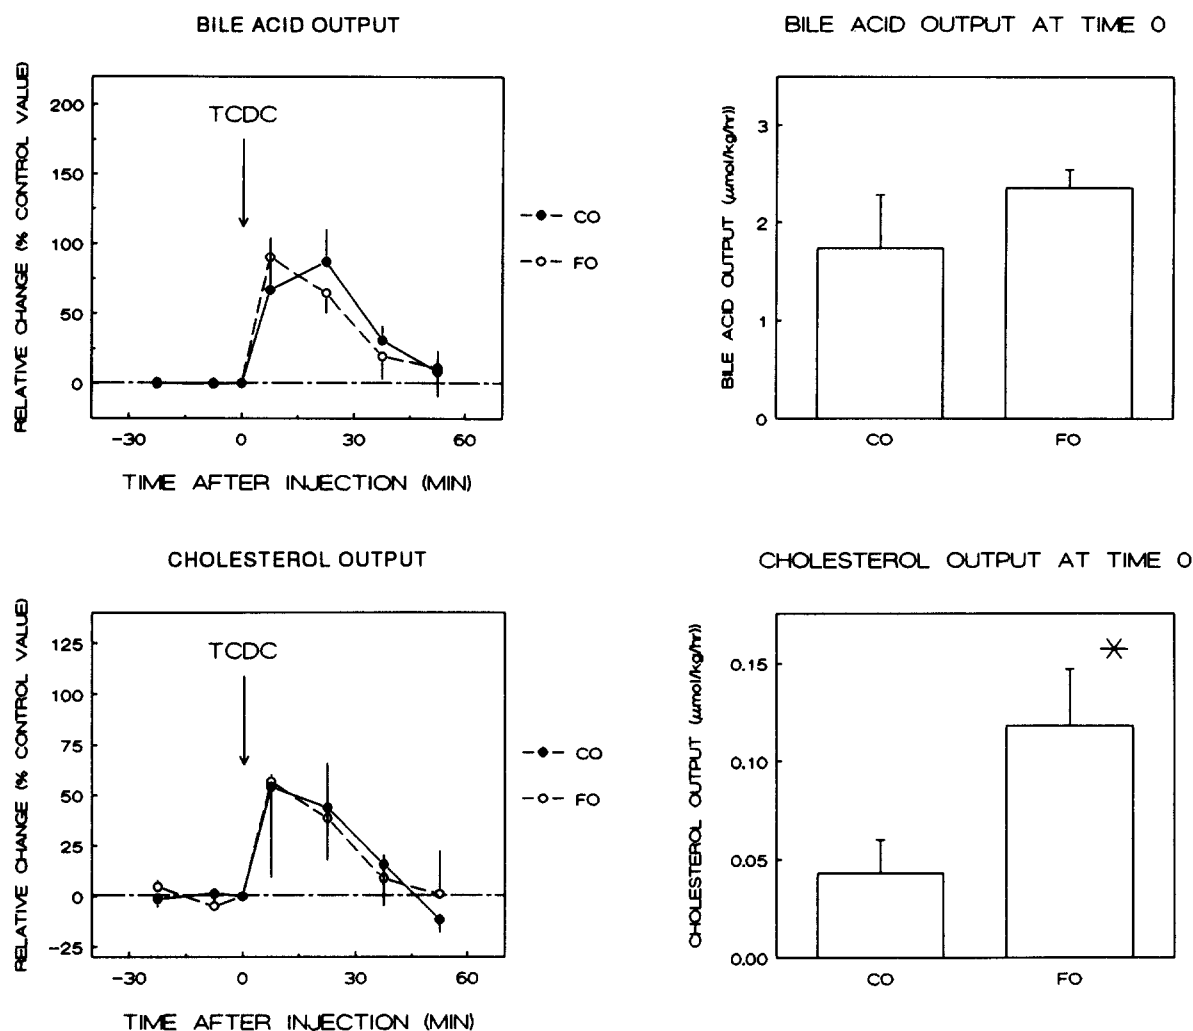 BILE ACID OUTPUT
RELATIVE CHANGE (% CONTROL VALUE)
200
175
150
100
50
0
TCDC
CO
FO
-30
0
30
60
TIME AFTER INJECTION (MIN)
BILE ACID OUTPUT AT TIME 0
BILE ACID OUTPUT (μmol/kg/hr))
3
2
1
0
CO
FO
CHOLESTEROL OUTPUT
RELATIVE CHANGE (% CONTROL VALUE)
125
100
75
50
25
0
-25
TCDC
CO
FO
-30
0
30
60
TIME AFTER INJECTION (MIN)
CHOLESTEROL OUTPUT AT TIME 0
CHOLESTEROL OUTPUT (μmol/kg/hr))
0.15
0.10
0.05
0.00
CO
FO